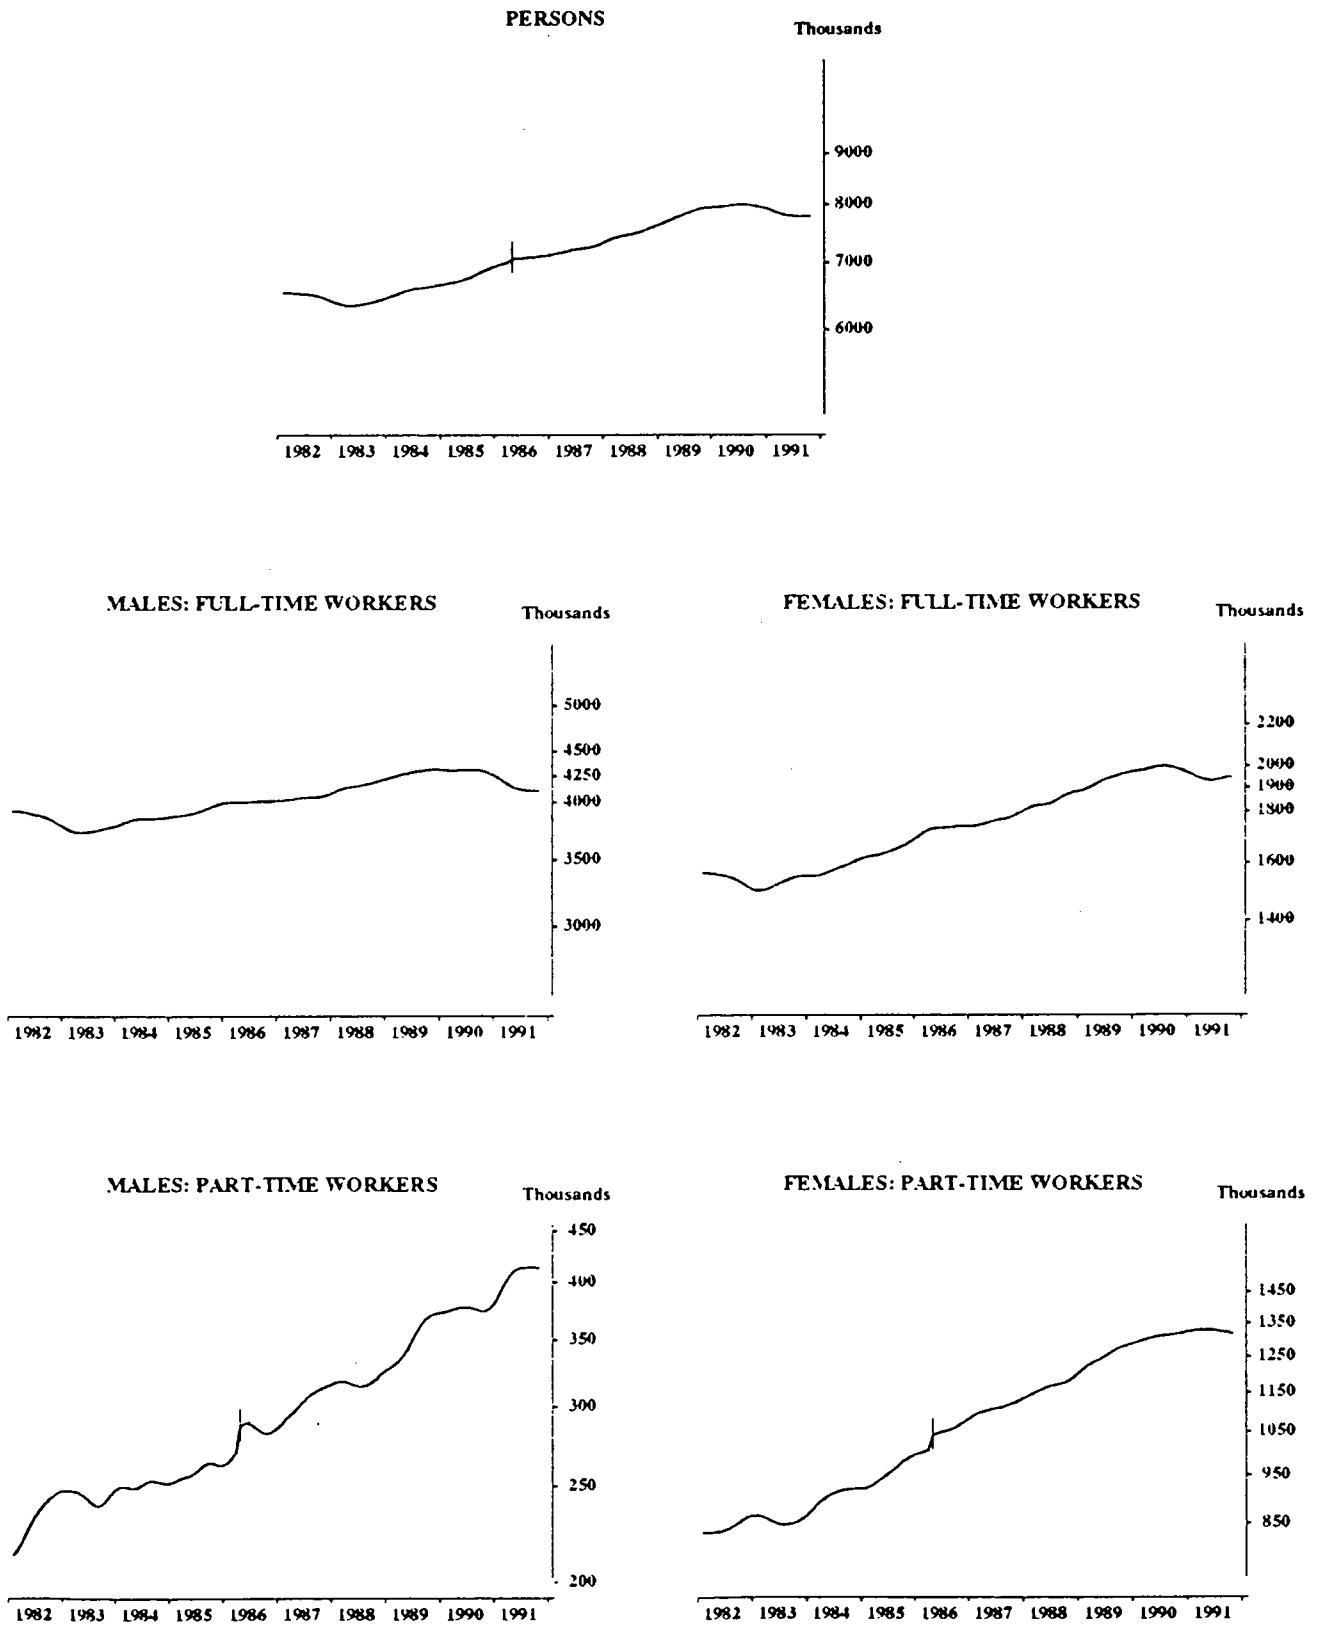 PERSONS
Thousands
9000
8000
7000
6000
1982 1983 1984 1985 1986 1987 1988 1989 1990 1991
MALES: FULL-TIME WORKERS
Thousands
5000
4500
4250
4000
3500
3000
1982 1983 1984 1985 1986 1987 1988 1989 1990 1991
FEMALES: FULL-TIME WORKERS
Thousands
2200
2000
1900
1800
1600
1400
1982 1983 1984 1985 1986 1987 1988 1989 1990 1991
MALES: PART-TIME WORKERS
Thousands
450
400
350
300
250
200
1982 1983 1984 1985 1986 1987 1988 1989 1990 1991
FEMALES: PART-TIME WORKERS
Thousands
1450
1350
1250
1150
1050
950
850
1982 1983 1984 1985 1986 1987 1988 1989 1990 1991